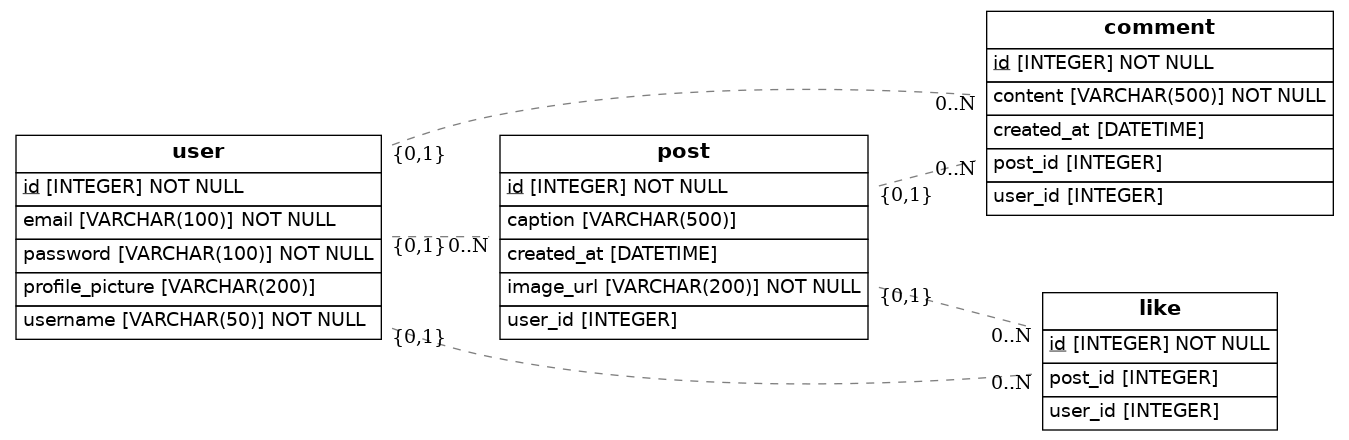 comment
id [INTEGER] NOT NULL
content [VARCHAR(500)] NOT NULL
created_at [DATETIME]
post_id [INTEGER]
user_id [INTEGER]
user
id [INTEGER] NOT NULL
email [VARCHAR(100)] NOT NULL
password [VARCHAR(100)] NOT NULL
profile_picture [VARCHAR(200)]
username [VARCHAR(50)] NOT NULL
post
id [INTEGER] NOT NULL
caption [VARCHAR(500)]
created_at [DATETIME]
image_url [VARCHAR(200)] NOT NULL
user_id [INTEGER]
like
id [INTEGER] NOT NULL
post_id [INTEGER]
user_id [INTEGER]
0..N
{0,1}
0..N
{0,1}
{0,1}
0..N
{0,1}
0..N
{0,1}
0..N